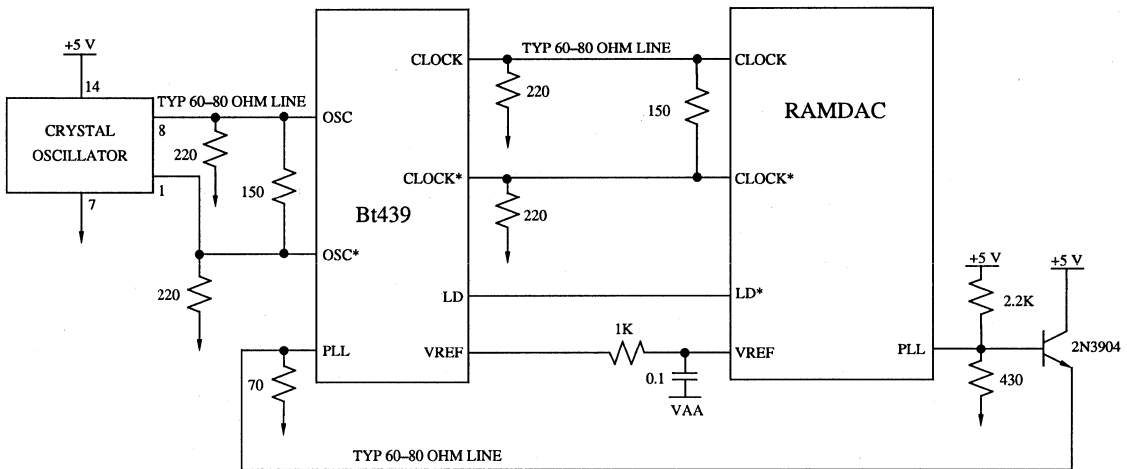 +5 V
14
TYP 60–80 OHM LINE
CRYSTAL
OSCILLATOR
8
220
1
7
150
220
OSC
OSC*
PLL
70
Bt439
CLOCK
CLOCK*
LD
VREF
TYP 60–80 OHM LINE
220
150
220
1K
0.1
VAA
CLOCK
RAMDAC
CLOCK*
LD*
VREF
PLL
+5 V
+5 V
2.2K
2N3904
430
TYP 60–80 OHM LINE